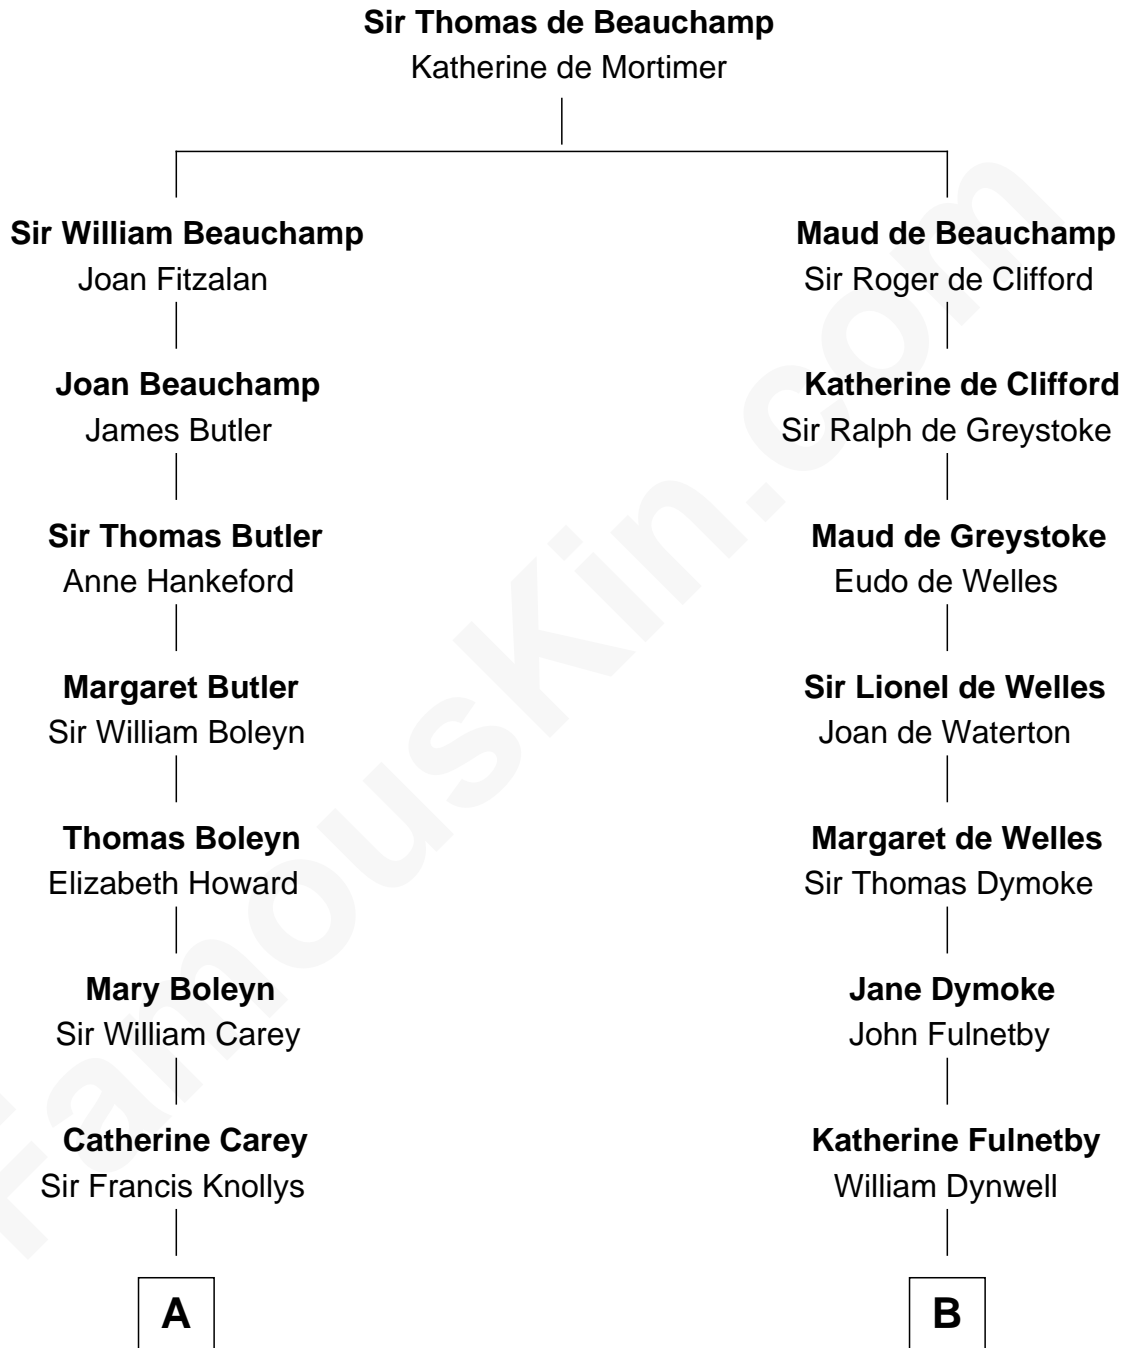 Sir Thomas de Beauchamp
Katherine de Mortimer
Sir William Beauchamp
Joan Fitzalan
Joan Beauchamp
James Butler
Sir Thomas Butler
Anne Hankeford
Margaret Butler
Sir William Boleyn
Thomas Boleyn
Elizabeth Howard
Mary Boleyn
Sir William Carey
Catherine Carey
Sir Francis Knollys
A
Maud de Beauchamp
Sir Roger de Clifford
Katherine de Clifford
Sir Ralph de Greystoke
Maud de Greystoke
Eudo de Welles
Sir Lionel de Welles
Joan de Waterton
Margaret de Welles
Sir Thomas Dymoke
Jane Dymoke
John Fulnetby
Katherine Fulnetby
William Dynwell
B
FamousKin.com